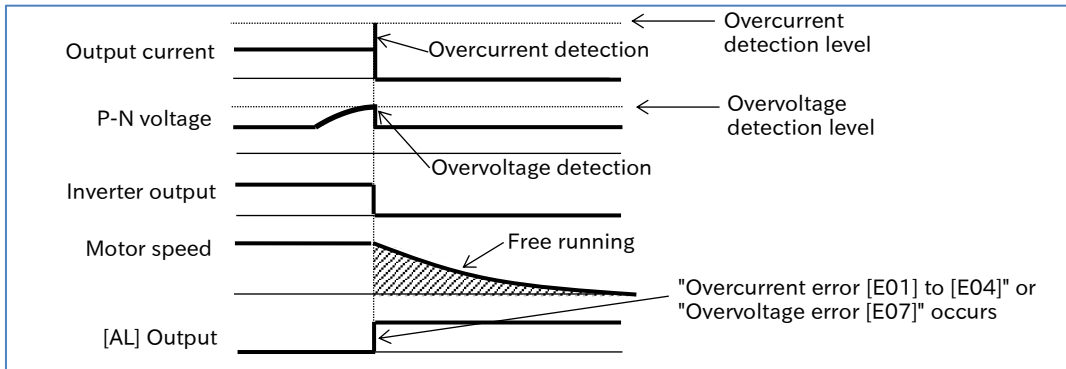 Output current
Overcurrent detection
Overcurrent
detection level
P-N voltage
Overvoltage
detection level
Overvoltage detection
Inverter output
Motor speed
Free running
"Overcurrent error [E01] to [E04]" or
"Overvoltage error [E07]" occurs
[AL] Output